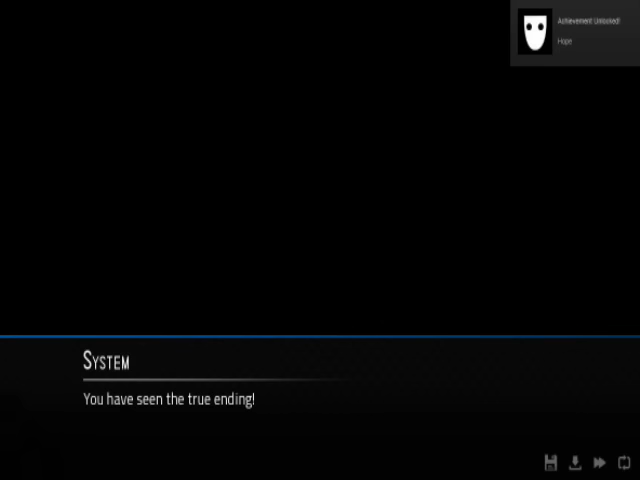 Achievement Unlocked!
Hope
System
You have seen the true ending!